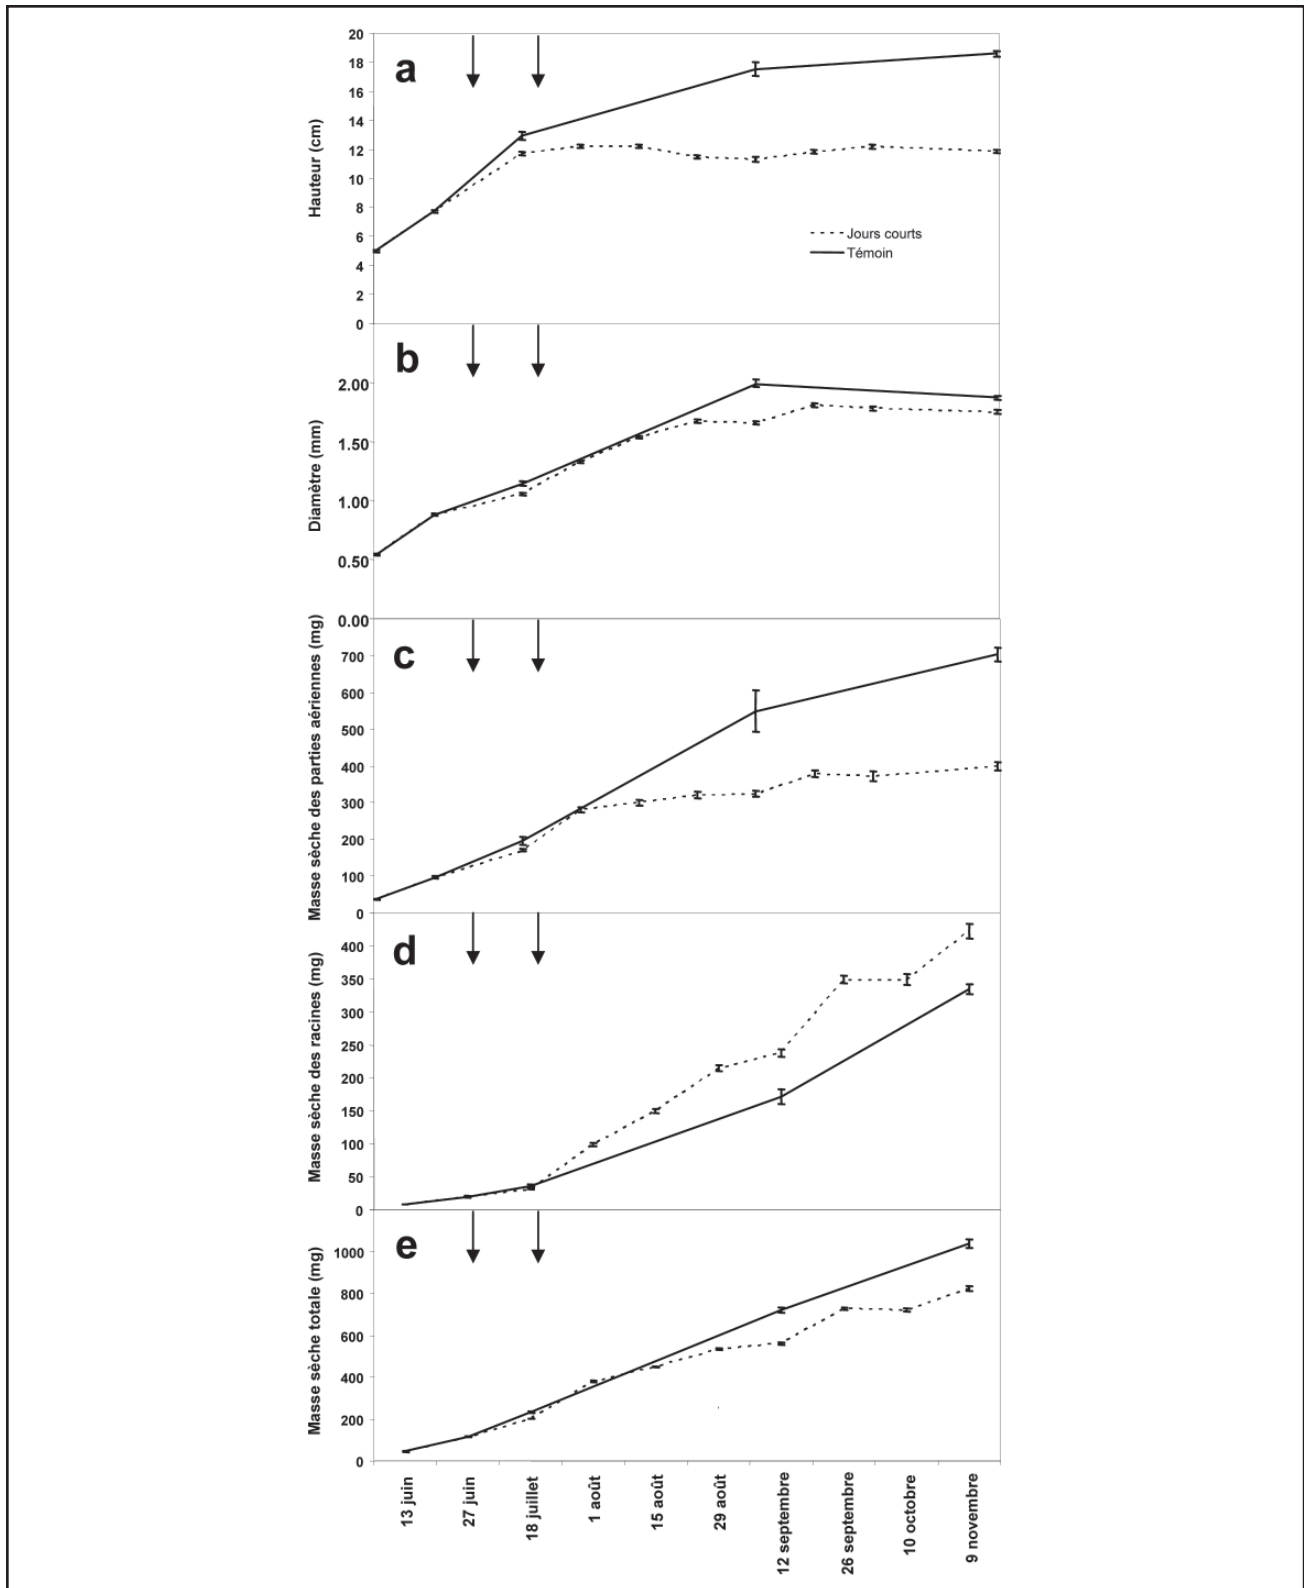 a
Hauteur (cm)
20
18
16
14
12
10
8
6
4
2
0
Jours courts
Témoin
b
Diamètre (mm)
2.00
1.50
1.00
0.50
0.00
c
Masse sèche des parties aériennes (mg)
700
600
500
400
300
200
100
0
d
Masse sèche des racines (mg)
400
350
300
250
200
150
100
50
0
e
Masse sèche totale (mg)
1000
800
600
400
200
0
13 juin
27 juin
18 juillet
1 août
15 août
29 août
12 septembre
26 septembre
10 octobre
9 novembre